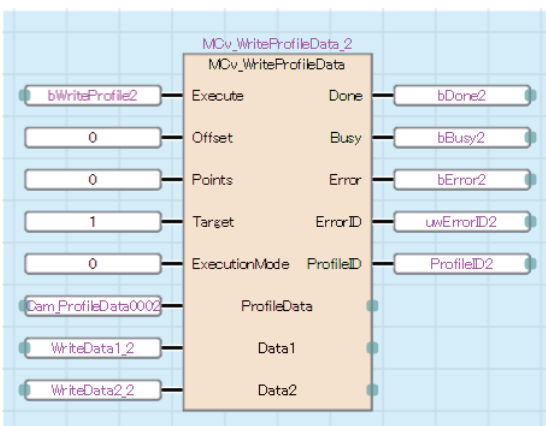 MCv_WriteProfileData_2
MCv_WriteProfileData
bWriteProfile2 Execute Done bDone2
0 Offset Busy bBusy2
0 Points Error bError2
1 Target ErrorID uwErrorID2
0 ExecutionMode ProfileID ProfileID2
Cam_ProfileData0002 ProfileData
WriteData1_2 Data1
WriteData2_2 Data2